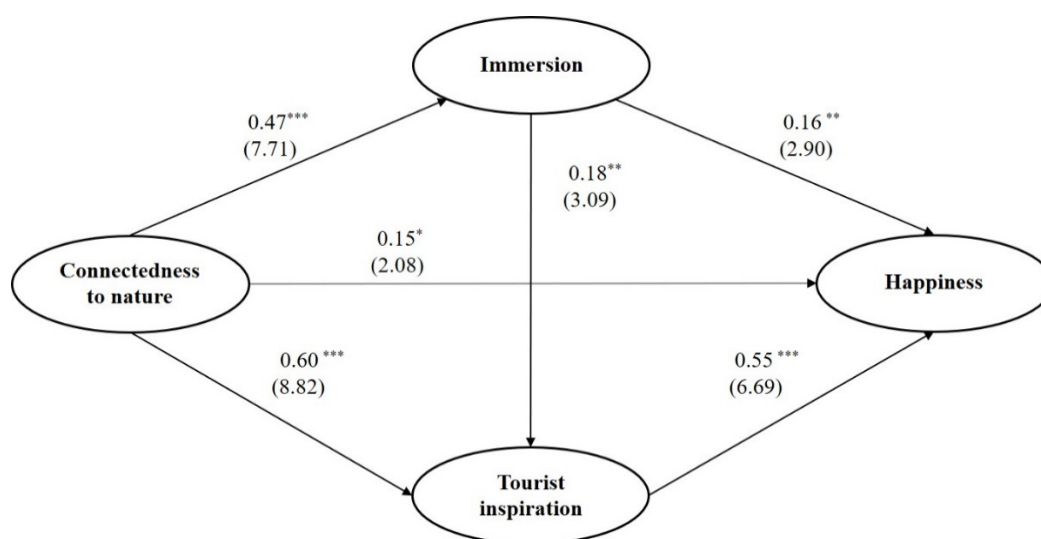 Immersion
0.47***
(7.71)
0.16 **
(2.90)
0.18**
(3.09)
0.15*
(2.08)
Connectedness
to nature
Happiness
0.60 ***
(8.82)
0.55 ***
(6.69)
Tourist
inspiration